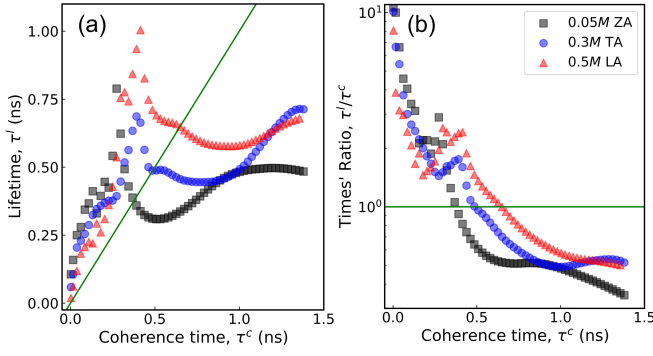 (a)
1.00
0.75
0.50
0.25
0.00
Lifetime, τˡ (ns)
0.0 0.5 1.0 1.5
Coherence time, τᶜ (ns)
(b)
0.05M ZA
0.3M TA
0.5M LA
10¹
10⁰
Times' Ratio, τˡ/τᶜ
0.0 0.5 1.0 1.5
Coherence time, τᶜ (ns)